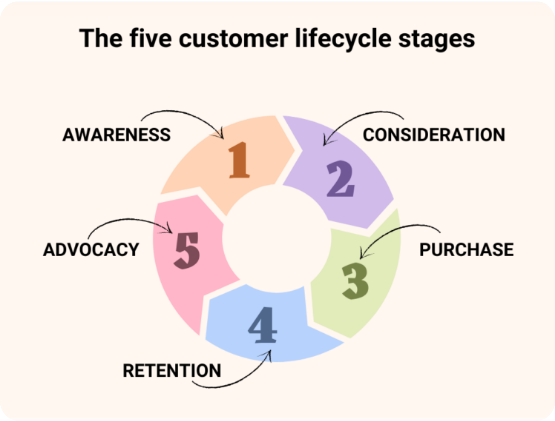 The five customer lifecycle stages
AWARENESS
1
CONSIDERATION
2
PURCHASE
3
RETENTION
4
ADVOCACY
5